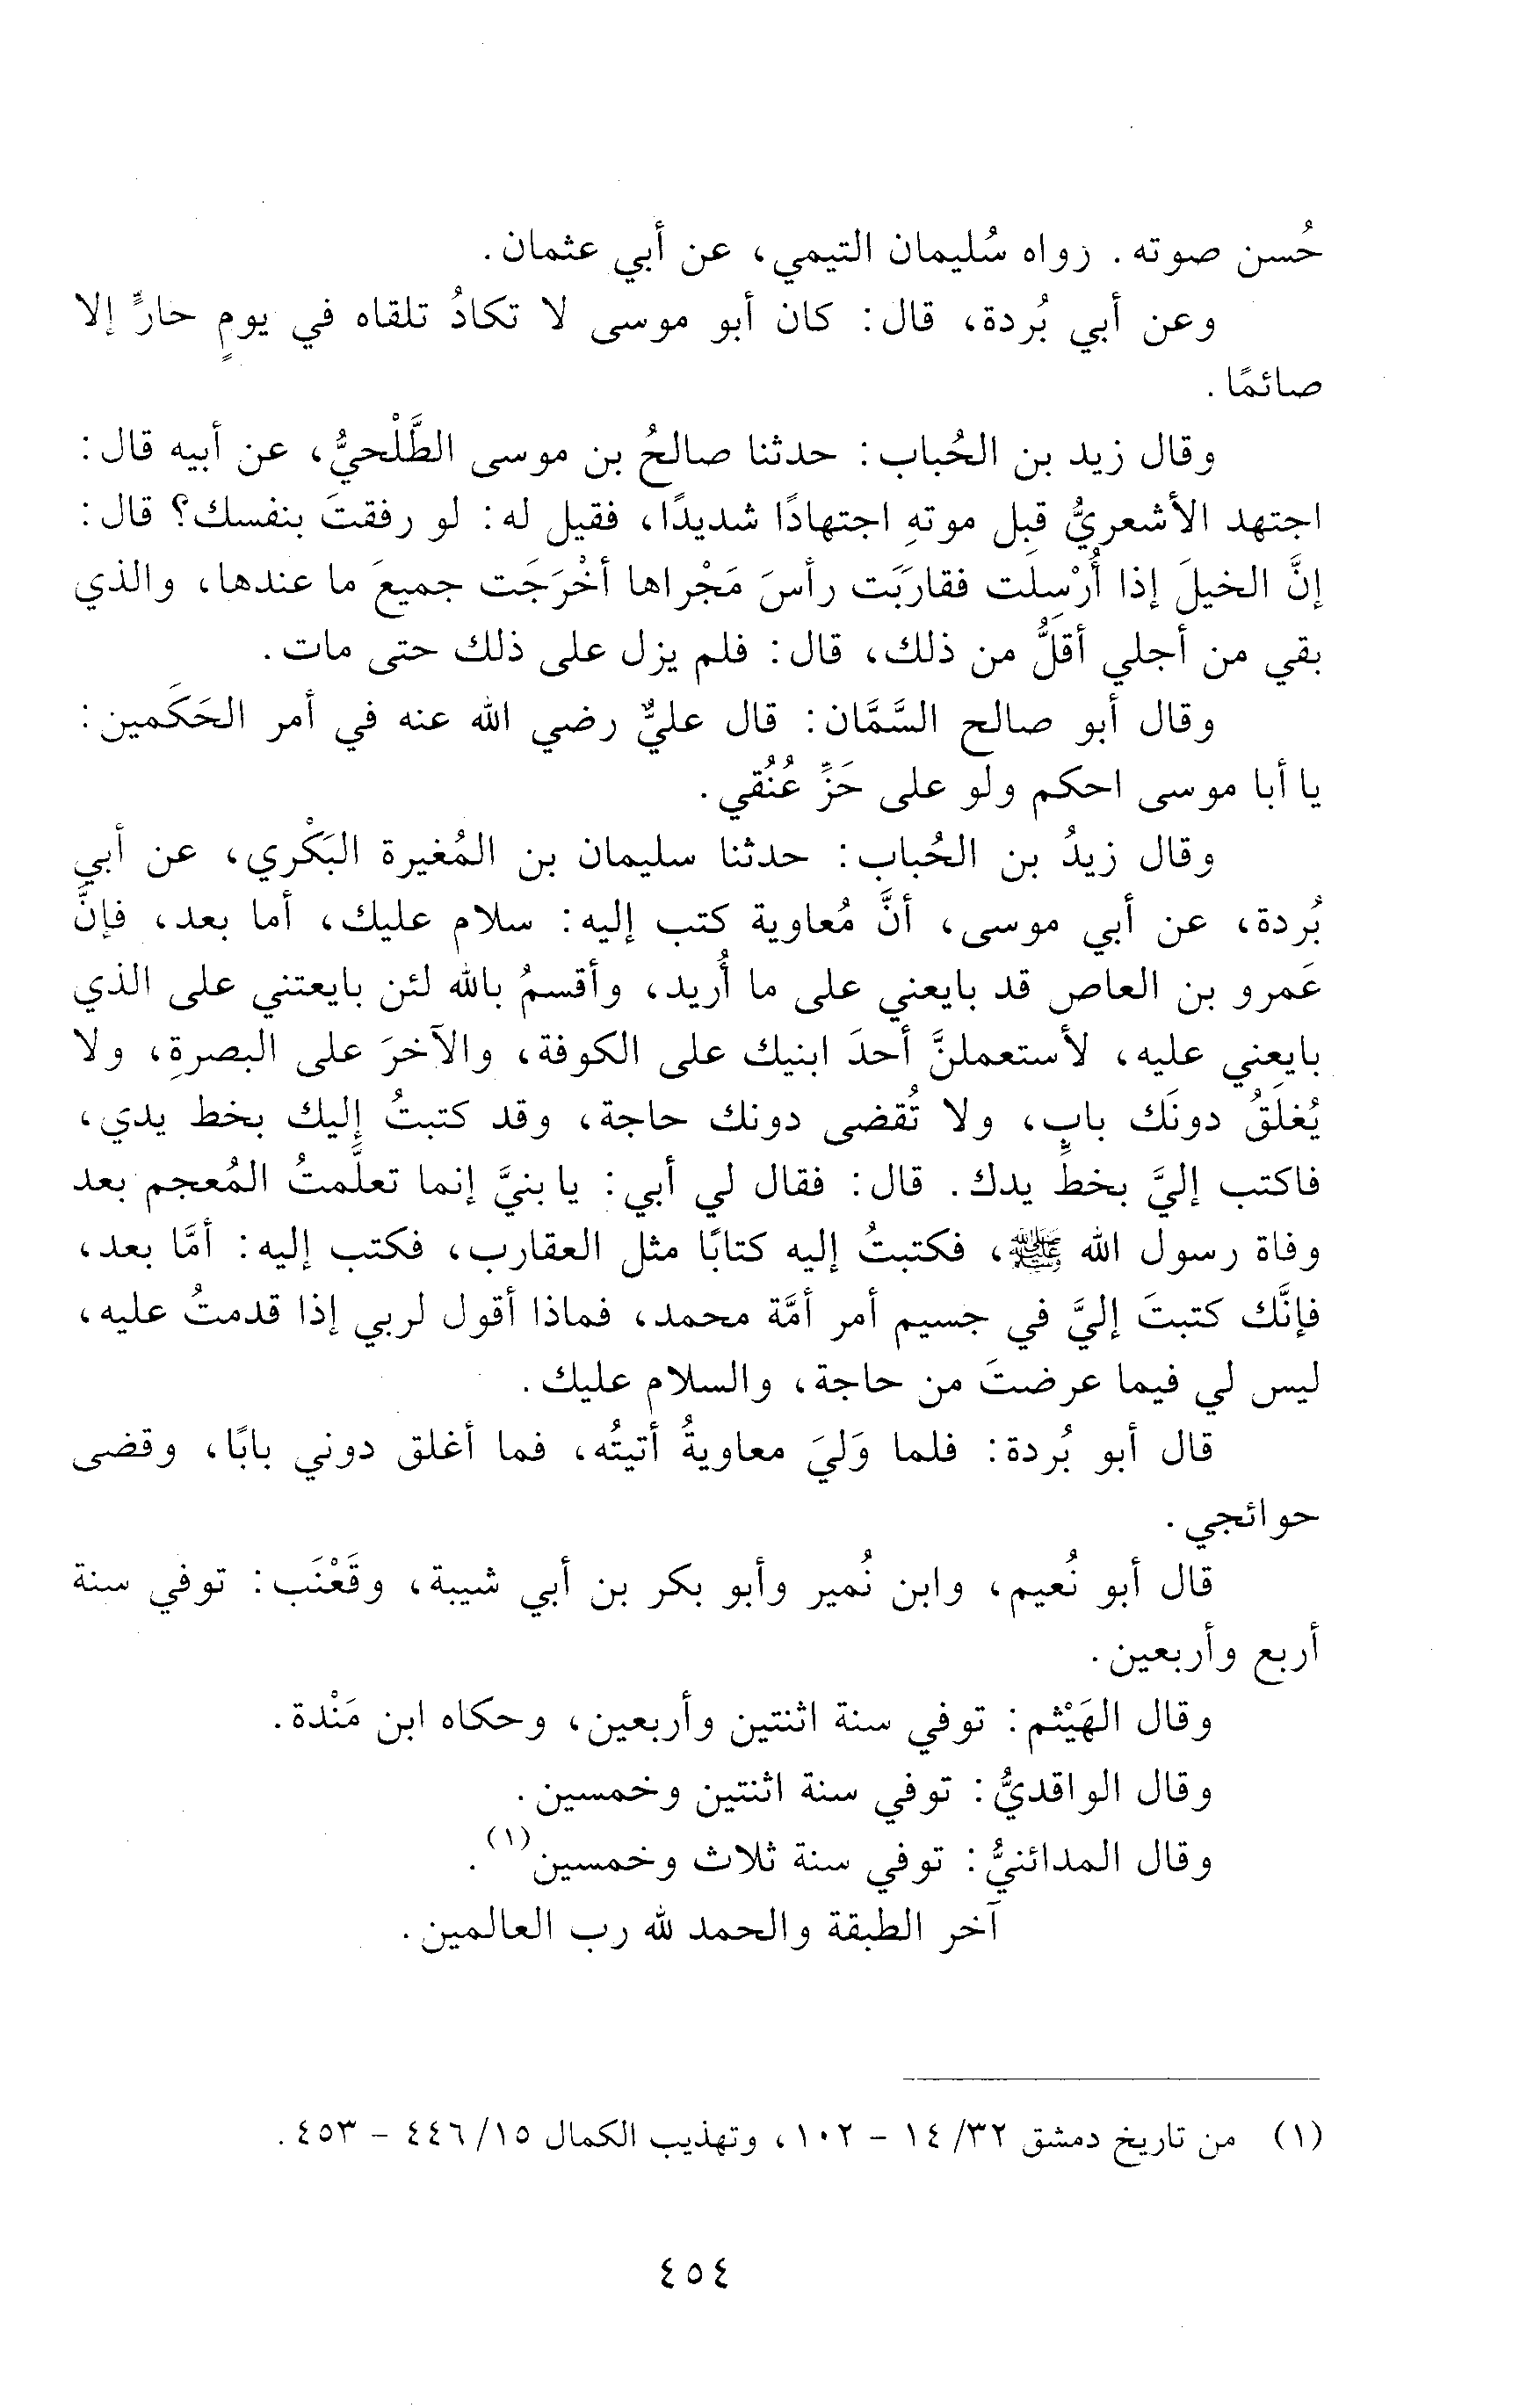 حُسن صوته. رواه سُليمان التيمي، عن أبي عثمان.
وعن أبي بُردة، قال: كان أبو موسى لا تكادُ تلقاه في يومٍ حارٍّ إلا
صائمًا.
وقال زيد بن الحُباب: حدثنا صالحُ بن موسى الطَّلْحيُّ، عن أبيه قال:
اجتهد الأشعريُّ قبل موتهِ اجتهادًا شديدًا، فقيل له: لو رفقتَ بنفسك؟ قال:
إنَّ الخيلَ إذا أُرْسِلَت فقارَبَت رأسَ مَجْراها أخْرَجَت جميعَ ما عندها، والذي
بقي من أجلي أقلُّ من ذلك، قال: فلم يزل على ذلك حتى مات.
وقال أبو صالح السَّمَّان: قال عليٌّ رضي الله عنه في أمر الحَكَمين:
يا أبا موسى احكم ولو على حَزِّ عُنُقي.
وقال زيدُ بن الحُباب: حدثنا سليمان بن المُغيرة البَكْري، عن أبي
بُردة، عن أبي موسى، أنَّ مُعاوية كتب إليه: سلام عليك، أما بعد، فإنَّ
عَمرو بن العاص قد بايعني على ما أُريد، وأقسمُ بالله لئن بايعتني على الذي
بايعني عليه، لأستعملنَّ أحدَ ابنيك على الكوفة، والآخرَ على البصرةِ، ولا
يُغلَقُ دونَك بابٍ، ولا تُقضى دونك حاجة، وقد كتبتُ إليك بخط يدي،
فاكتب إليَّ بخطِّ يدك. قال: فقال لي أبي: يا بنيَّ إنما تعلَّمتُ المُعجم بعد
وفاة رسول الله ﷺ، فكتبتُ إليه كتابًا مثل العقارب، فكتب إليه: أمَّا بعد،
فإنَّك كتبتَ إليَّ في جسيم أمر أمَّة محمد، فماذا أقول لربي إذا قدمتُ عليه،
ليس لي فيما عرضتَ من حاجة، والسلام عليك.
قال أبو بُردة: فلما وَليَ معاويةُ أتيتُه، فما أغلق دوني بابًا، وقضى
حوائجي.
قال أبو نُعيم، وابن نُمير وأبو بكر بن أبي شيبة، وقَعْنَب: توفي سنة
أربع وأربعين.
وقال الهَيْثم: توفي سنة اثنتين وأربعين، وحكاه ابن مَنْدة.
وقال الواقديُّ: توفي سنة اثنتين وخمسين.
وقال المدائنيُّ: توفي سنة ثلاث وخمسين(١).
آخر الطبقة والحمد لله رب العالمين.
(١) من تاريخ دمشق ٣٢/ ١٤ - ١٠٢، وتهذيب الكمال ١٥/ ٤٤٦ - ٤٥٣.
٤٥٤